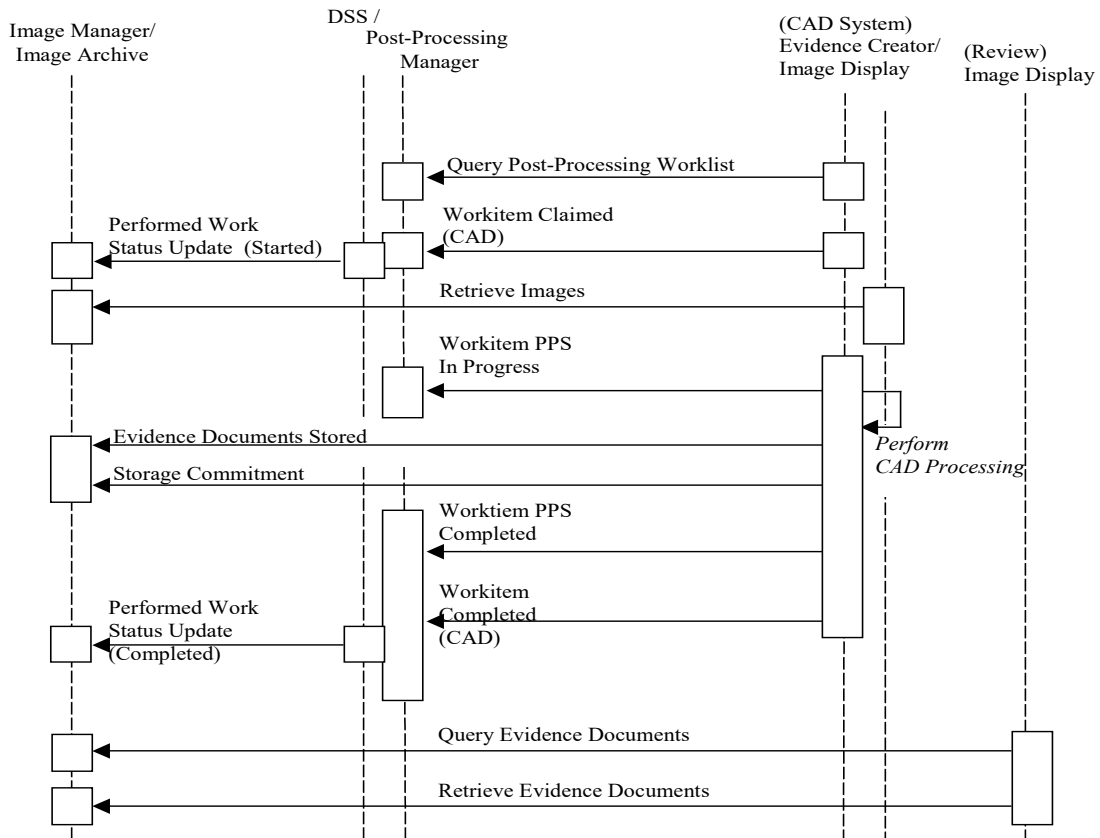 Image Manager/
Image Archive
DSS /
Post-Processing
Manager
(CAD System)
Evidence Creator/
Image Display
(Review)
Image Display
Query Post-Processing Worklist
Performed Work
Status Update (Started)
Workitem Claimed
(CAD)
Retrieve Images
Workitem PPS
In Progress
Evidence Documents Stored
Perform
CAD Processing
Storage Commitment
Worktiem PPS
Completed
Workitem
Completed
(CAD)
Performed Work
Status Update
(Completed)
Query Evidence Documents
Retrieve Evidence Documents